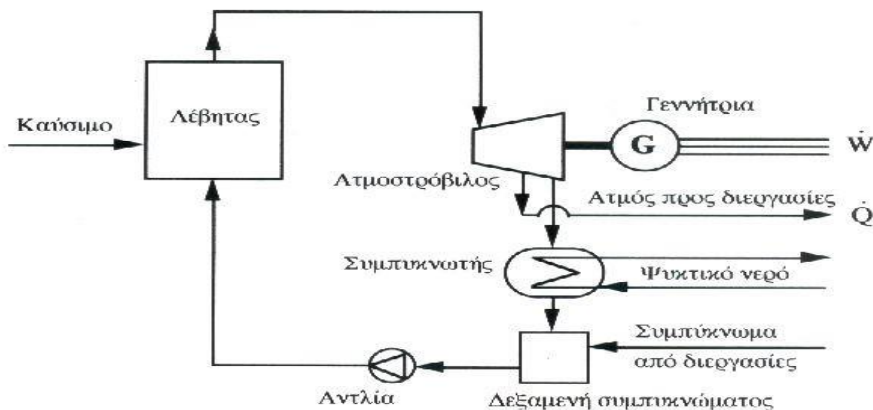 Γεννήτρια
Λέβητας
Καύσιμο
G
Ẇ
Ατμοστρόβιλος
Ατμός προς διεργασίες
Q̇
Συμπυκνωτής
Ψυκτικό νερό
Συμπύκνωμα
από διεργασίες
Αντλία
Δεξαμενή συμπυκνώματος